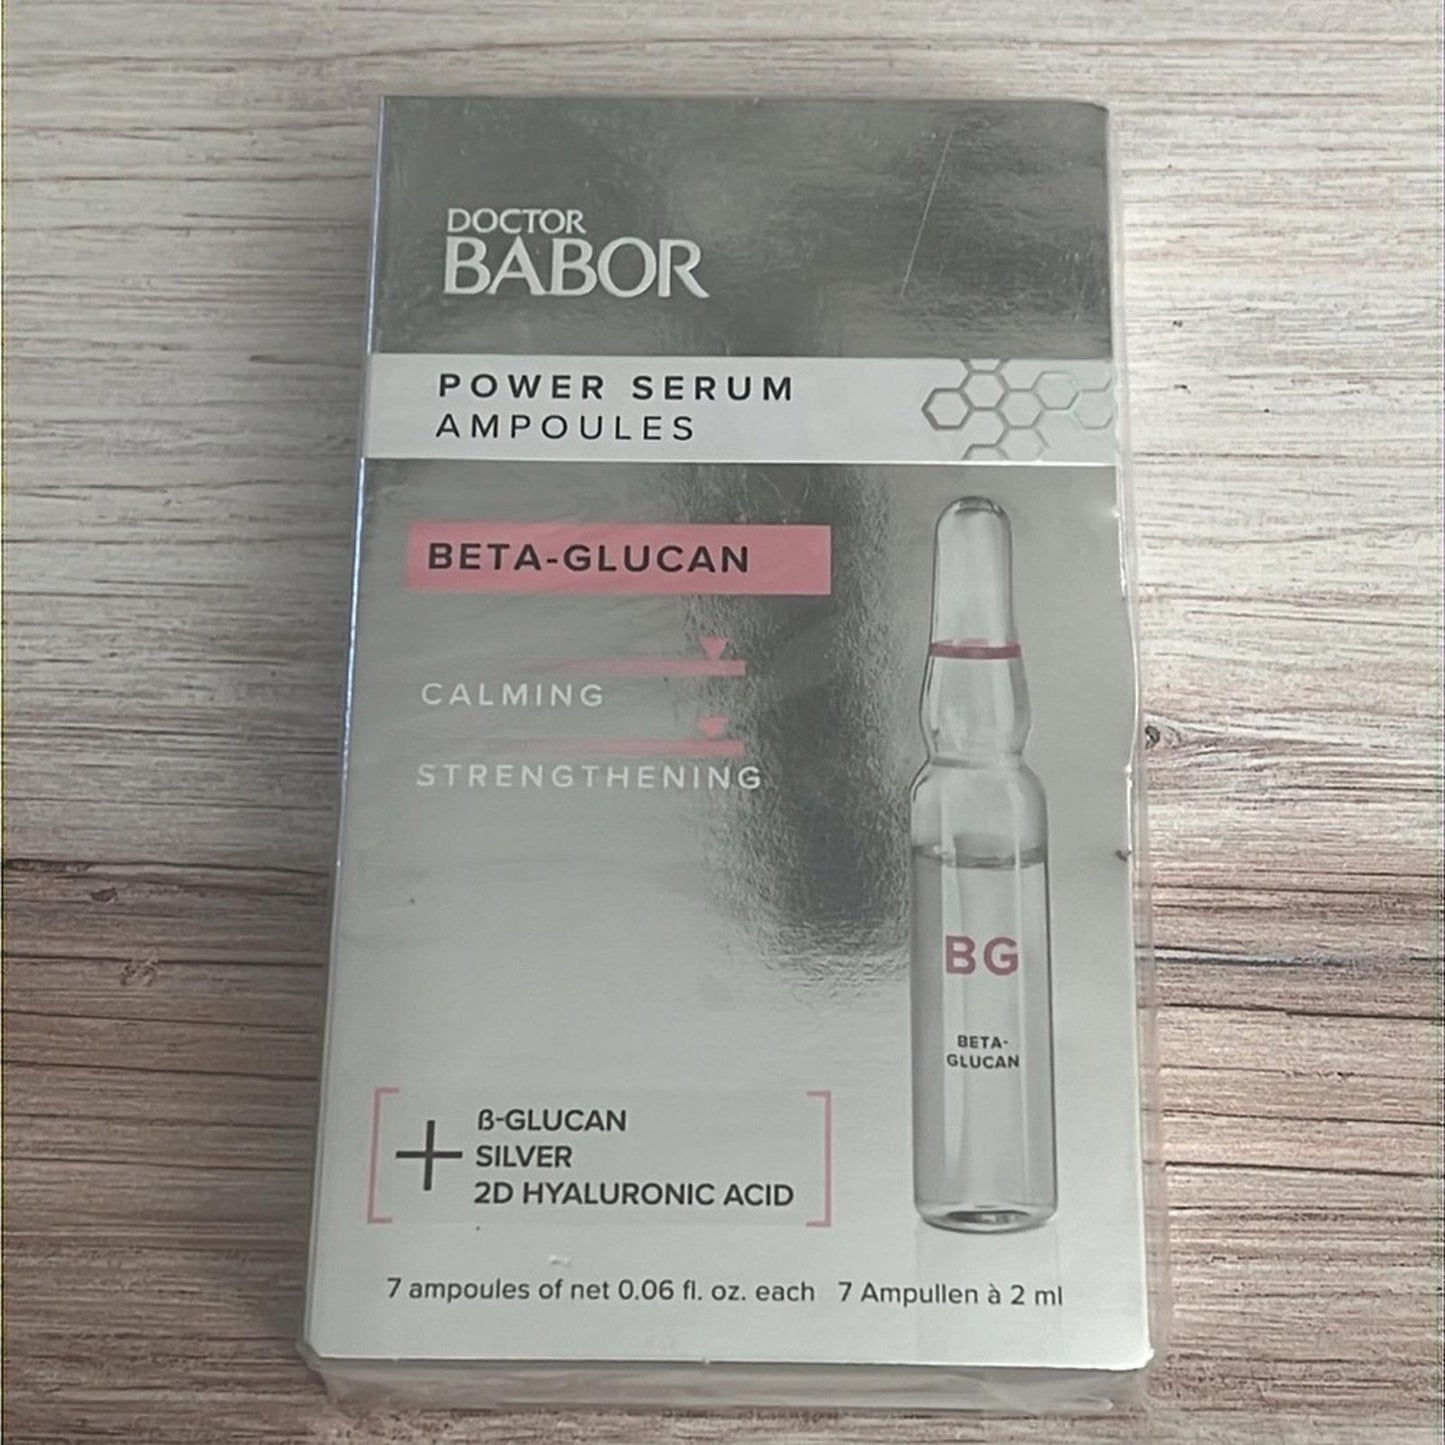 DOCTOR
BABOR
POWER SERUM
AMPOULES
BETA-GLUCAN
CALMING
STRENGTHENING
BG
BETA-
GLUCAN
ß-GLUCAN
SILVER
2D HYALURONIC ACID
7 ampoules of net 0.06 fl. oz. each 7 Ampullen à 2 ml